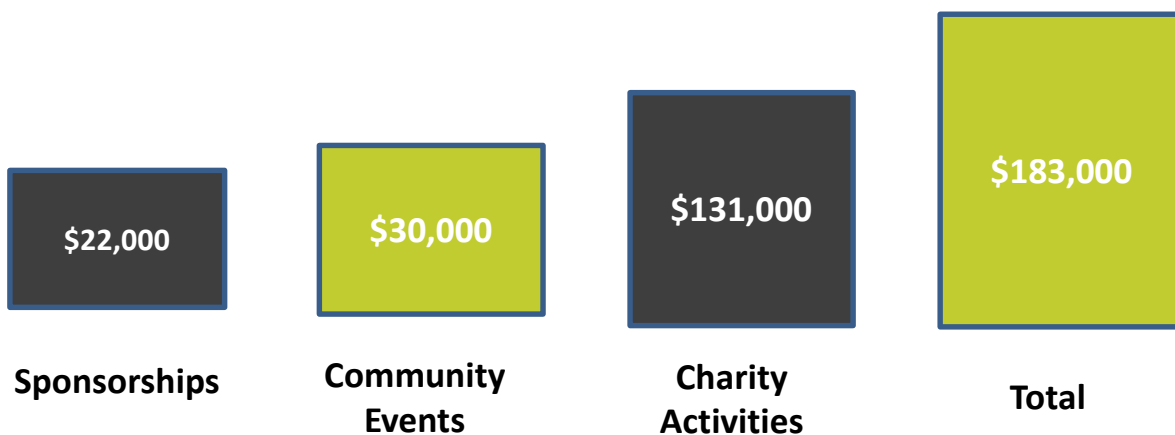 $22,000
$30,000
$131,000
$183,000
Sponsorships
Community
Events
Charity
Activities
Total